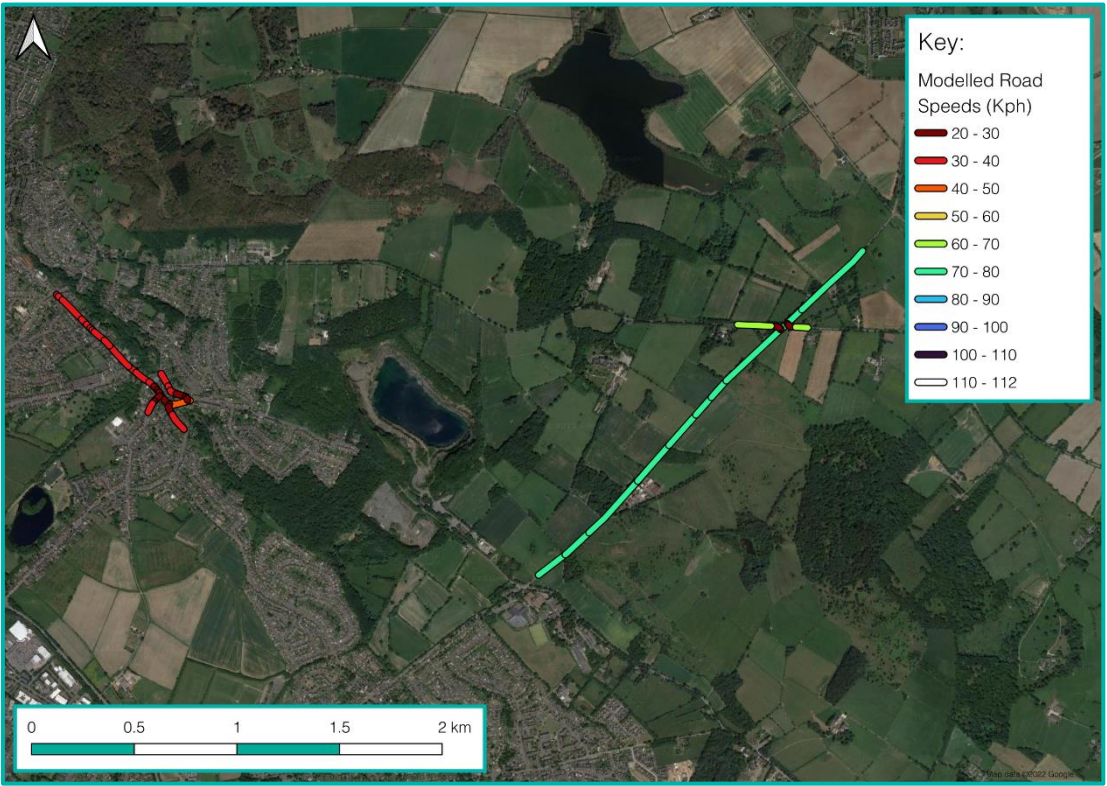 Key:
Modelled Road
Speeds (Kph)
20 - 30
30 - 40
40 - 50
50 - 60
60 - 70
70 - 80
80 - 90
90 - 100
100 - 110
110 - 112
0 0.5 1 1.5 2 km
Map data ©2022 Google